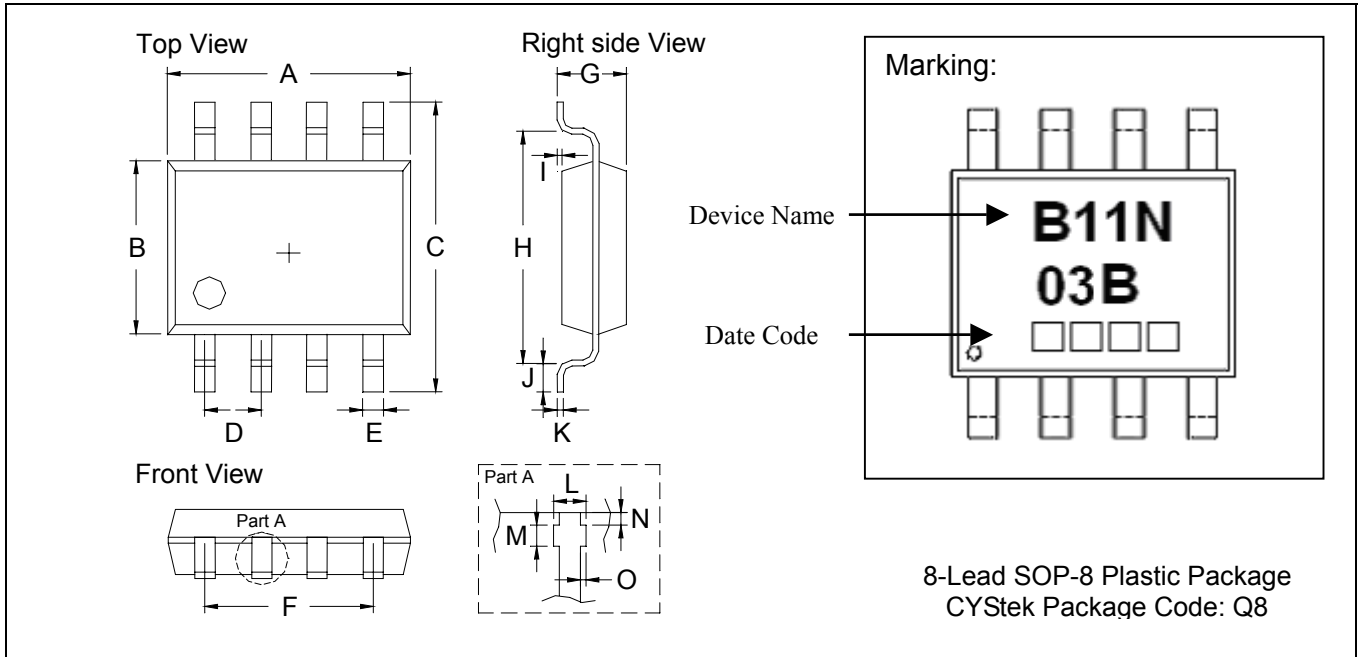 Top View
A
B
C
D
E
Right side View
G
I
H
J
K
Front View
Part A
F
Part A
L
M
N
O
Marking:
Device Name
B11N
03B
Date Code
8-Lead SOP-8 Plastic Package
CYStek Package Code: Q8